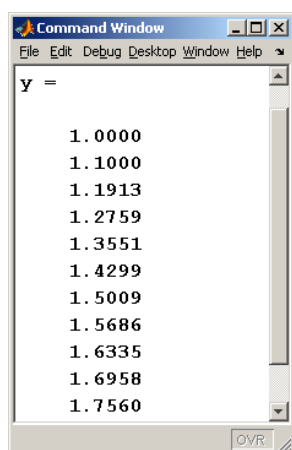 Command Window
File Edit Debug Desktop Window Help
y =
1.0000
1.1000
1.1913
1.2759
1.3551
1.4299
1.5009
1.5686
1.6335
1.6958
1.7560
OVR